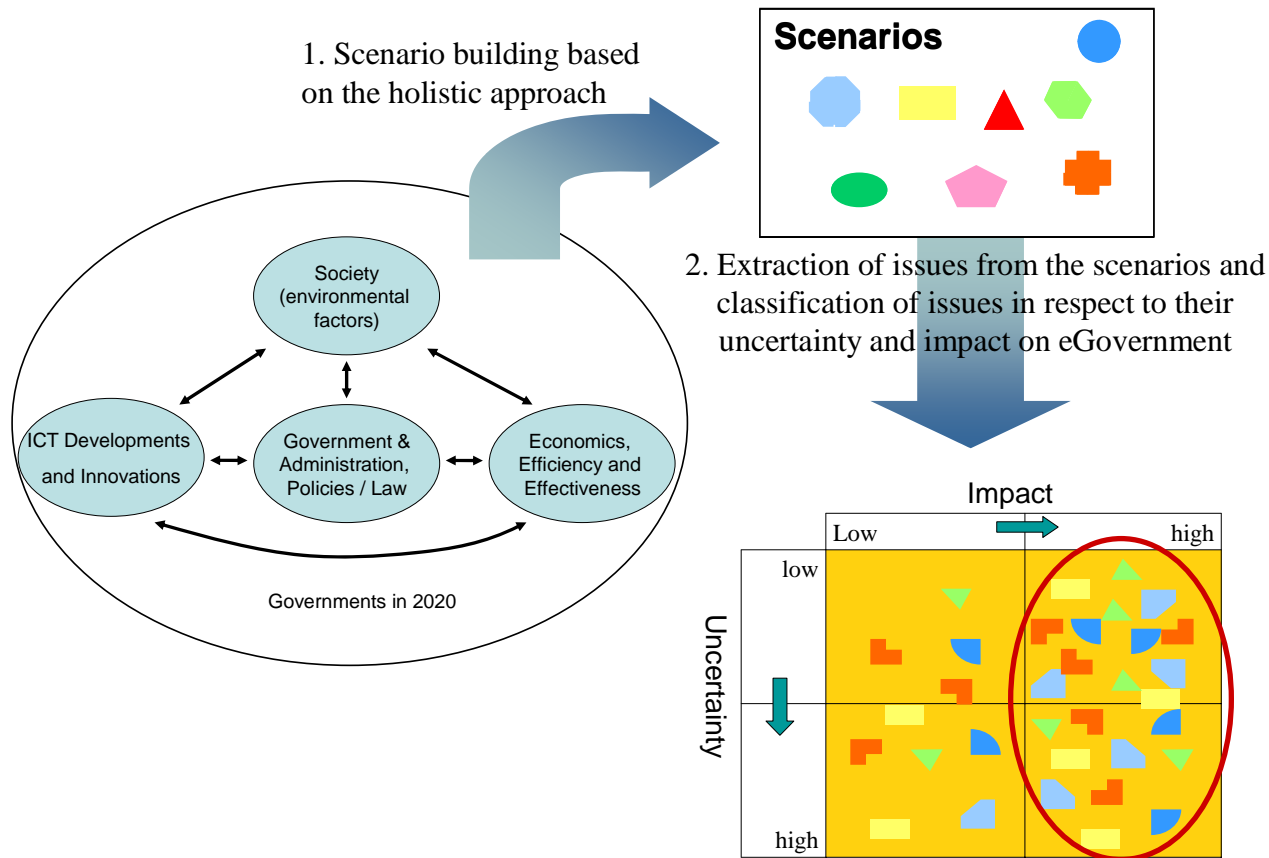 1. Scenario building based
on the holistic approach
Scenarios
Society
(environmental
factors)
ICT Developments
and Innovations
Government &
Administration,
Policies / Law
Economics,
Efficiency and
Effectiveness
Governments in 2020
2. Extraction of issues from the scenarios and
classification of issues in respect to their
uncertainty and impact on eGovernment
Impact
Low
high
low
Uncertainty
high